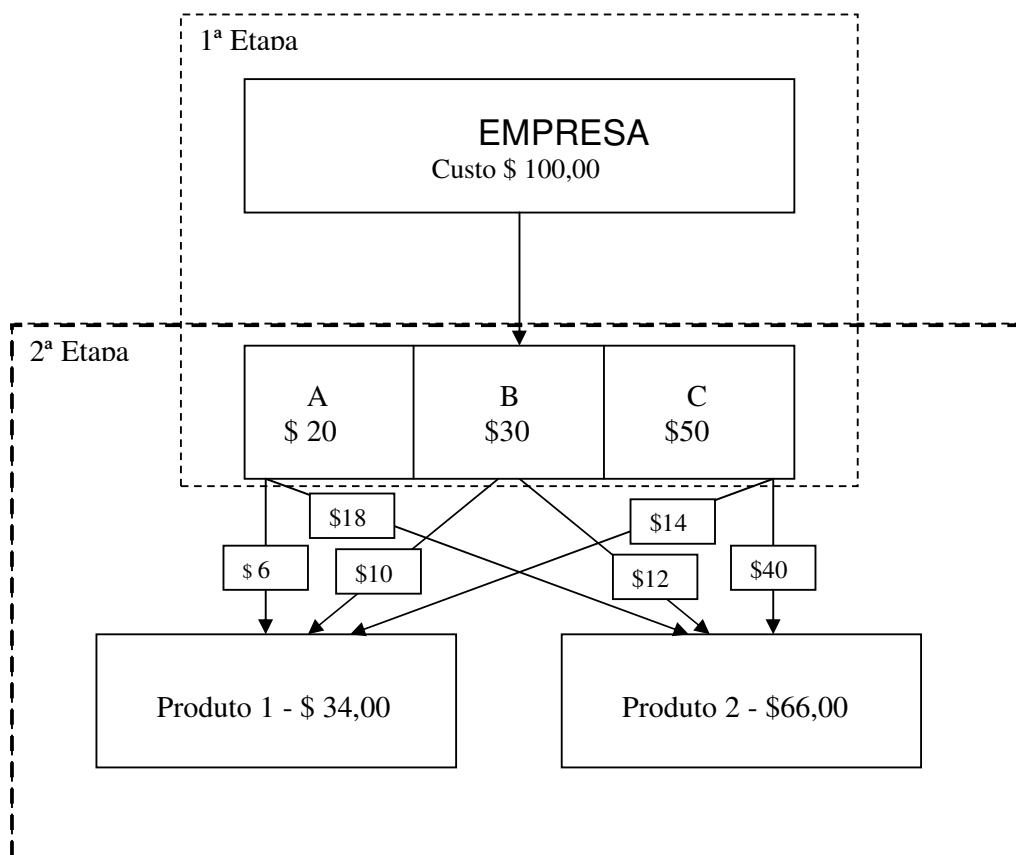 1ª Etapa
EMPRESA
Custo $ 100,00
2ª Etapa
A
$ 20
B
$30
C
$50
$18
$14
$ 6
$10
$12
$40
Produto 1 - $ 34,00
Produto 2 - $66,00